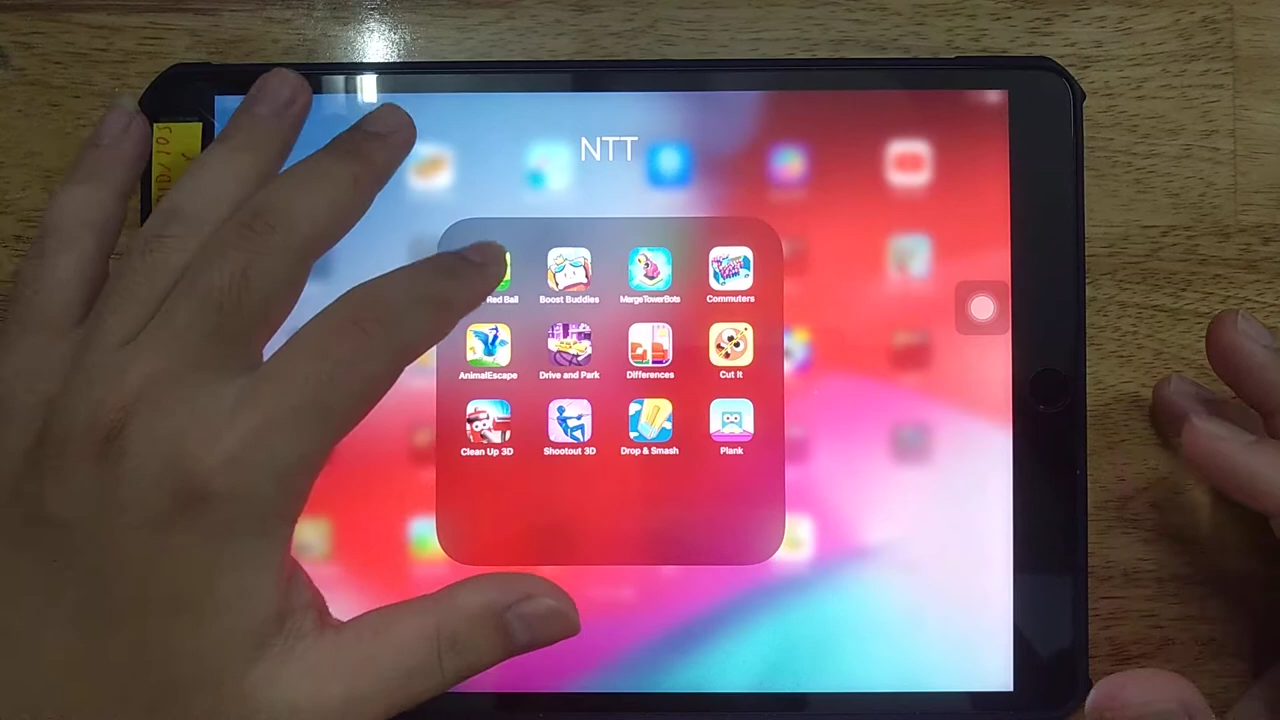 NTT
Red Ball
Boost Buddies
MergeTowerBots
Commuters
AnimalEscape
Drive and Park
Differences
Cut It
Clean Up 3D
Shootout 3D
Drop & Smash
Plank